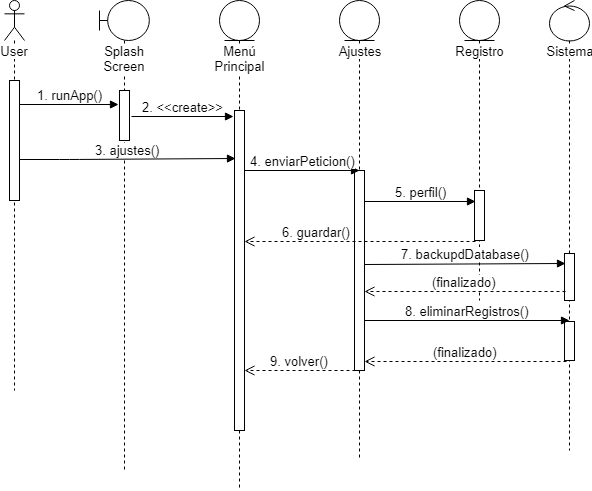 User
Splash
Screen
Menú
Principal
Ajustes
Registro
Sistema
1. runApp()
2. <<create>>
3. ajustes()
4. enviarPeticion()
5. perfil()
6. guardar()
7. backupdDatabase()
(finalizado)
8. eliminarRegistros()
(finalizado)
9. volver()